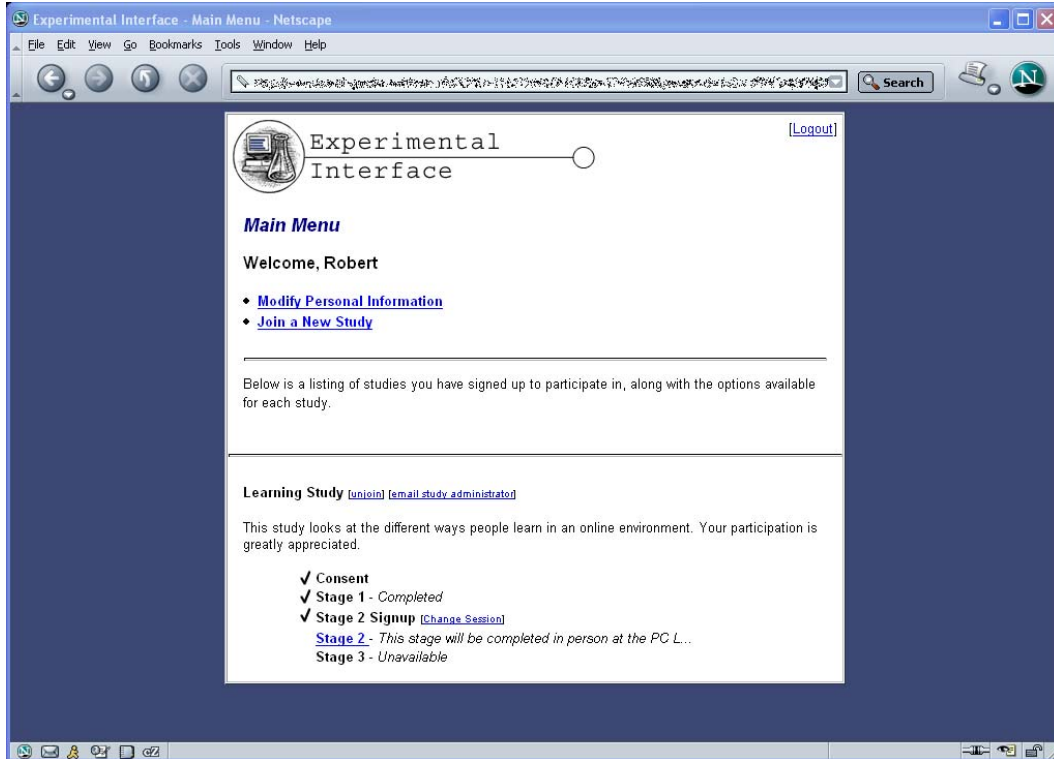 Experimental Interface - Main Menu - Netscape
File Edit View Go Bookmarks Tools Window Help
Search
[Logout]
Experimental
Interface
Main Menu
Welcome, Robert
Modify Personal Information
Join a New Study
Below is a listing of studies you have signed up to participate in, along with the options available
for each study.
Learning Study [unjoin] [email study administrator]
This study looks at the different ways people learn in an online environment. Your participation is
greatly appreciated.
✓ Consent
✓ Stage 1 - Completed
✓ Stage 2 Signup [Change Session]
Stage 2 - This stage will be completed in person at the PC L...
Stage 3 - Unavailable